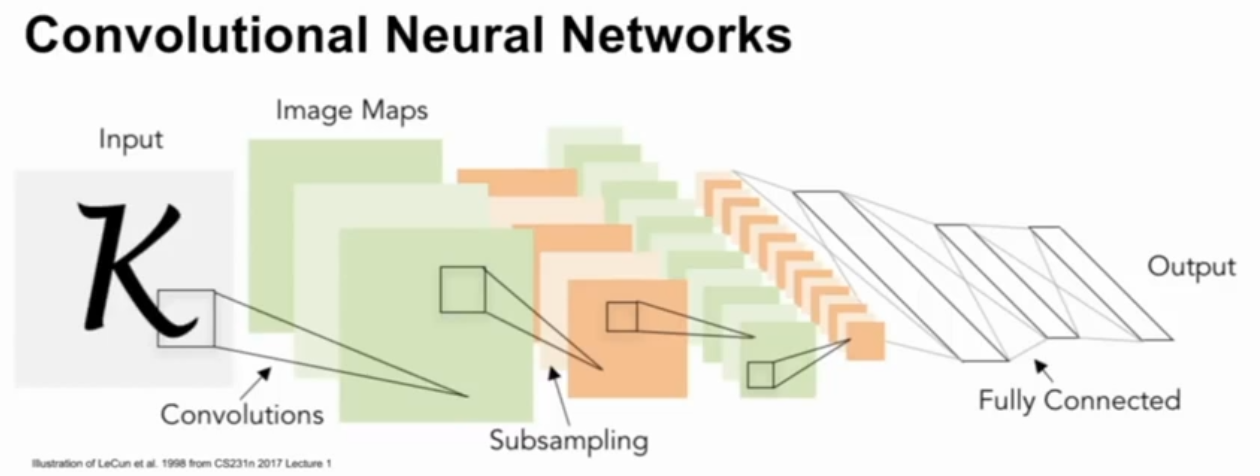 Convolutional Neural Networks
Image Maps
Input
K
Output
Fully Connected
Convolutions
Subsampling
Illustration of LeCun et al. 1998 from CS231n 2017 Lecture 1